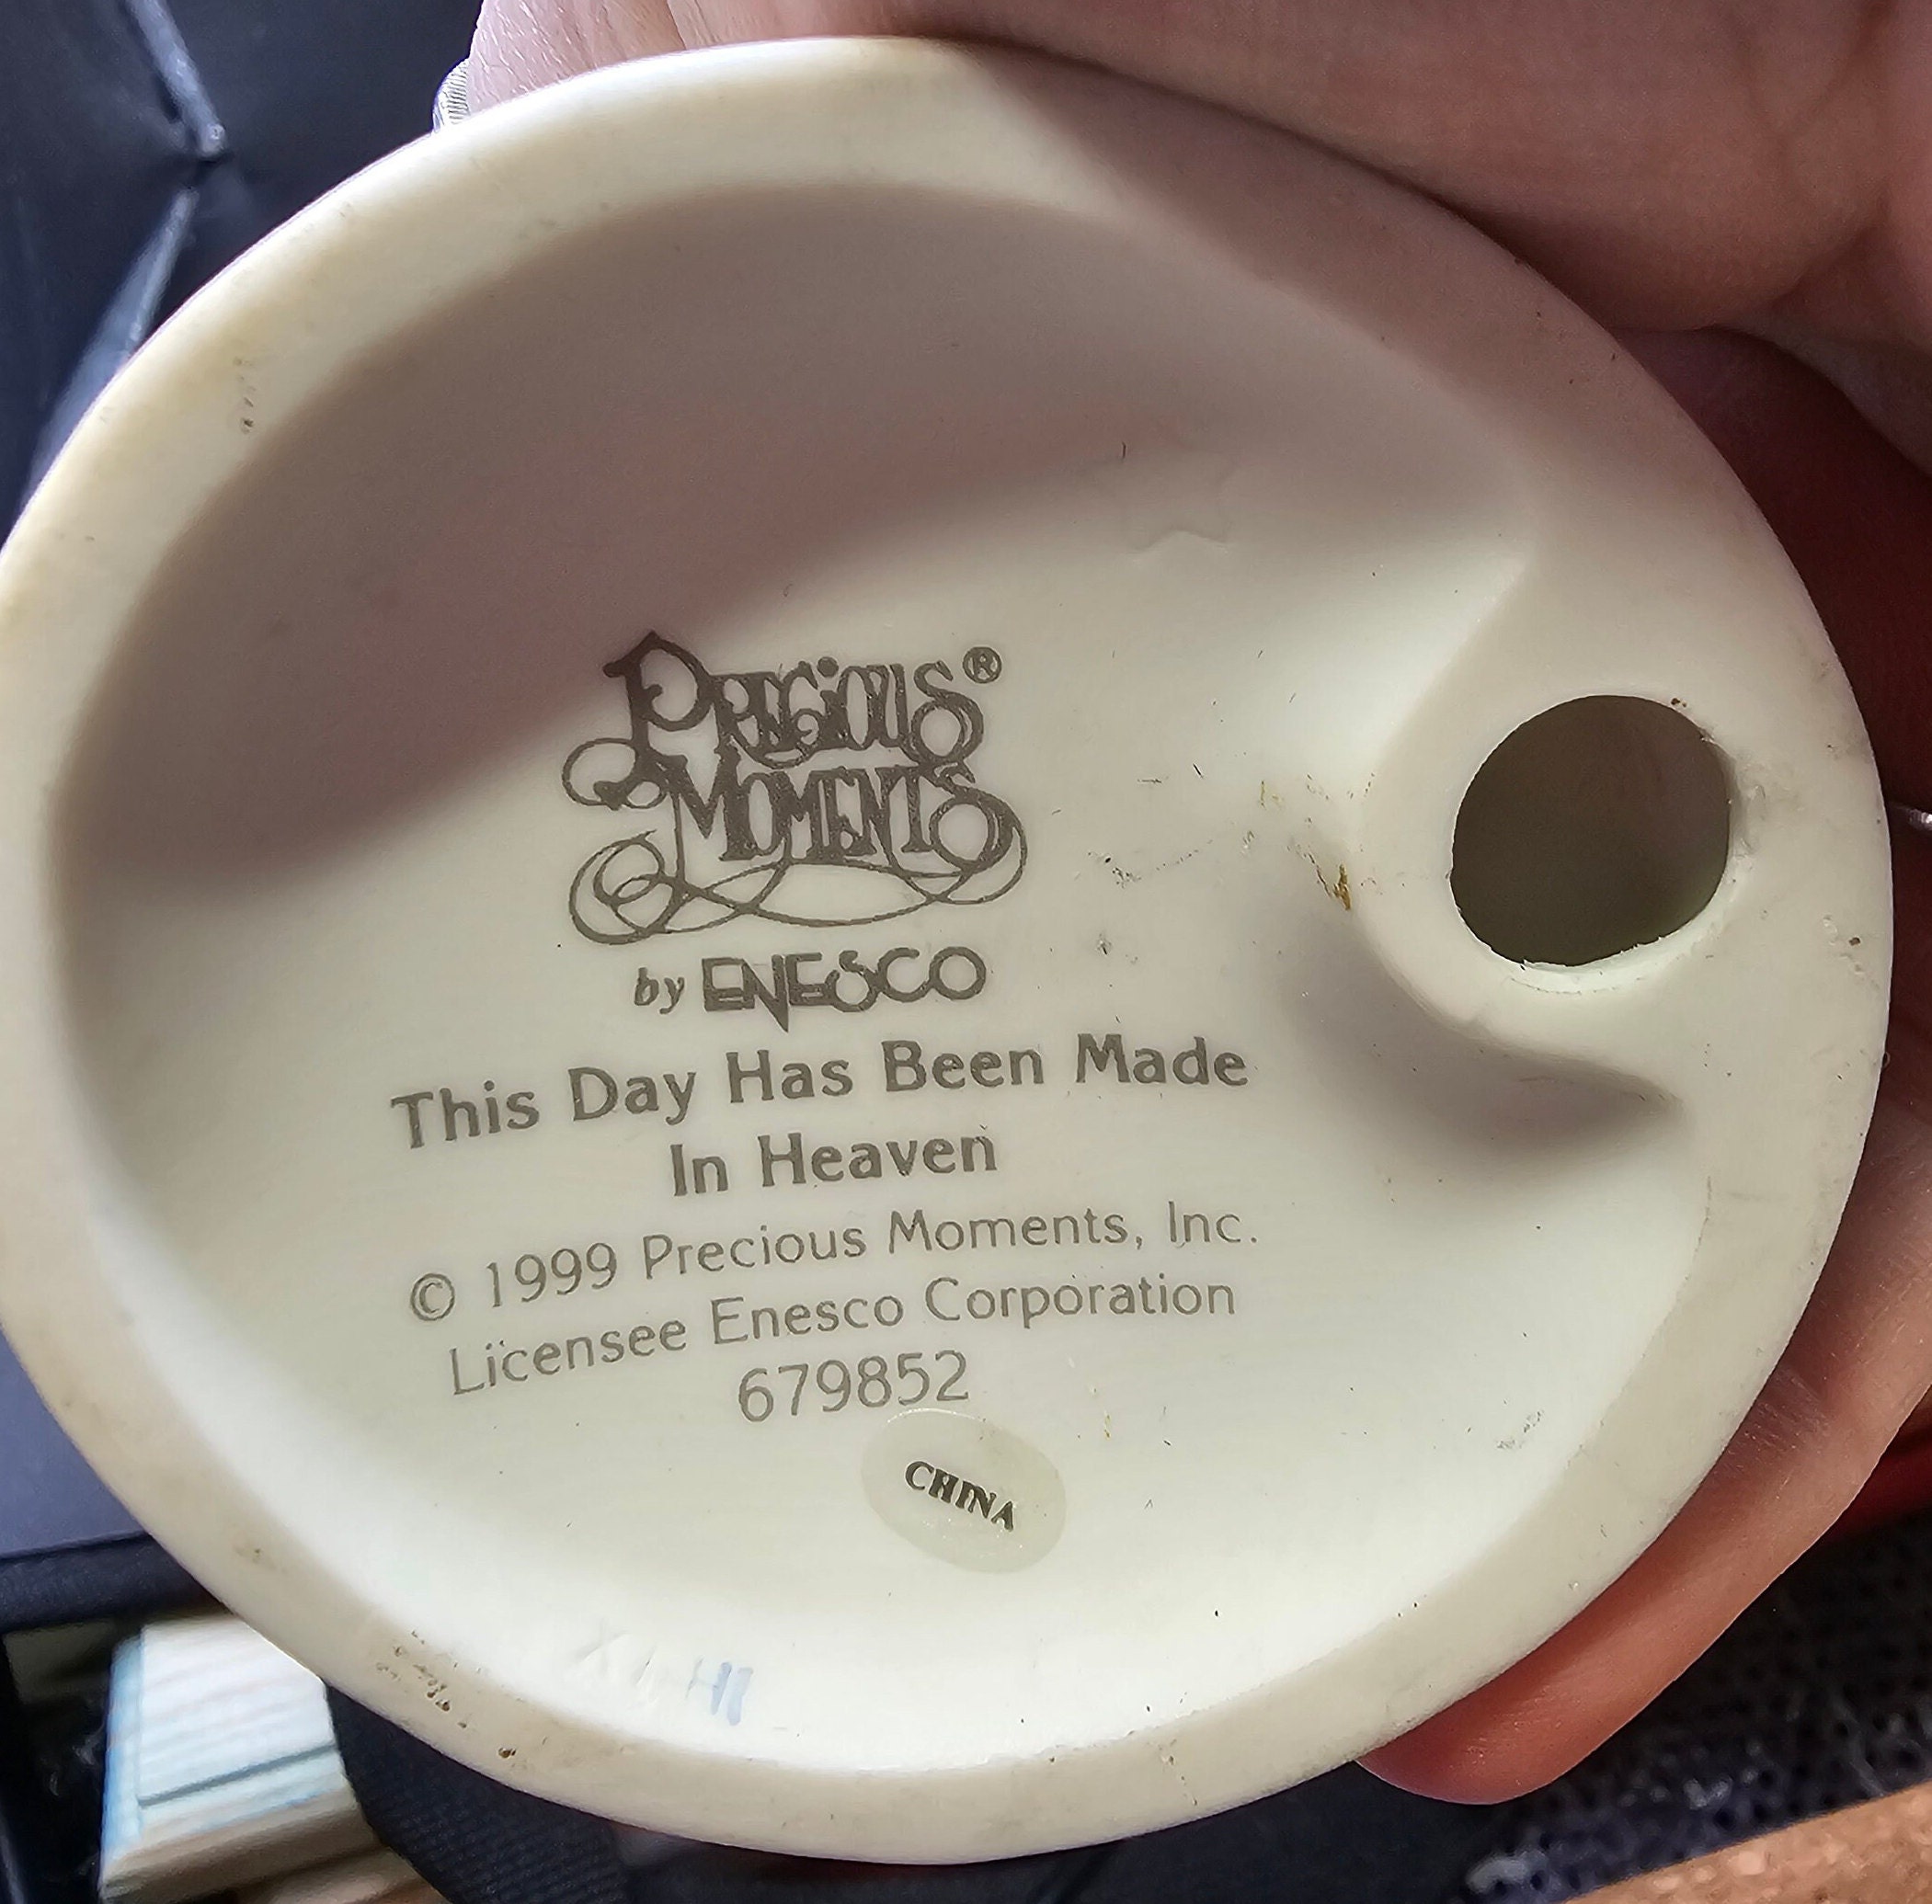 PRECIOUS®
MOMENTS
by ENESCO
This Day Has Been Made
In Heaven
© 1999 Precious Moments, Inc.
Licensee Enesco Corporation
679852
CHINA